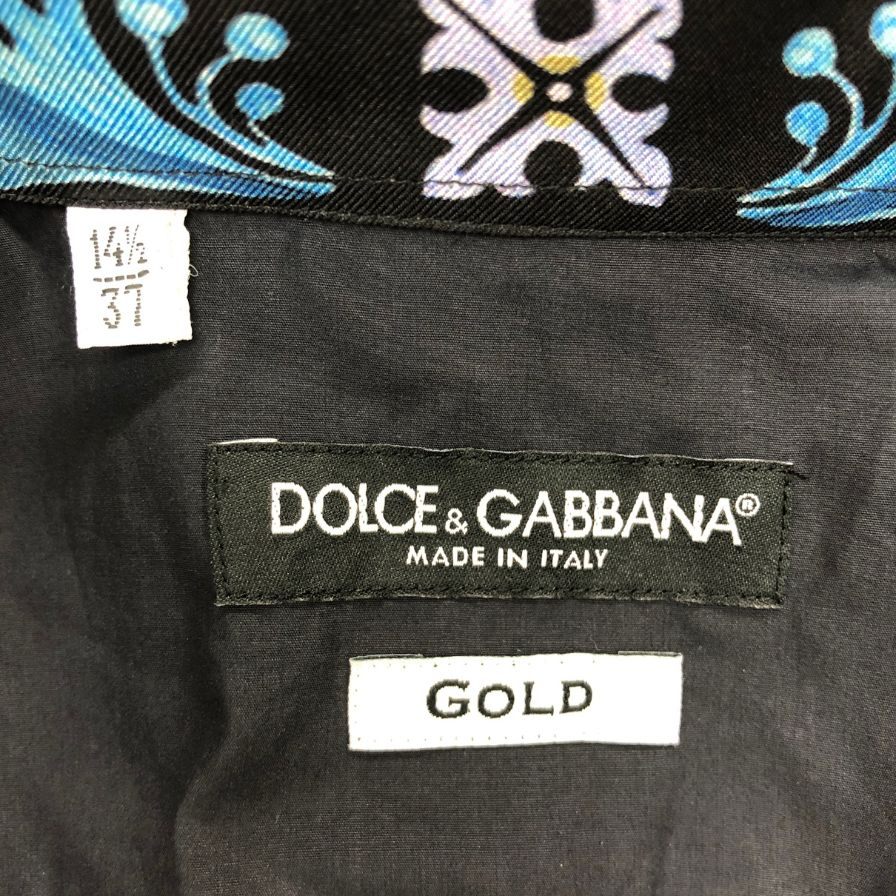 14½
37
DOLCE & GABBANA®
MADE IN ITALY
GOLD